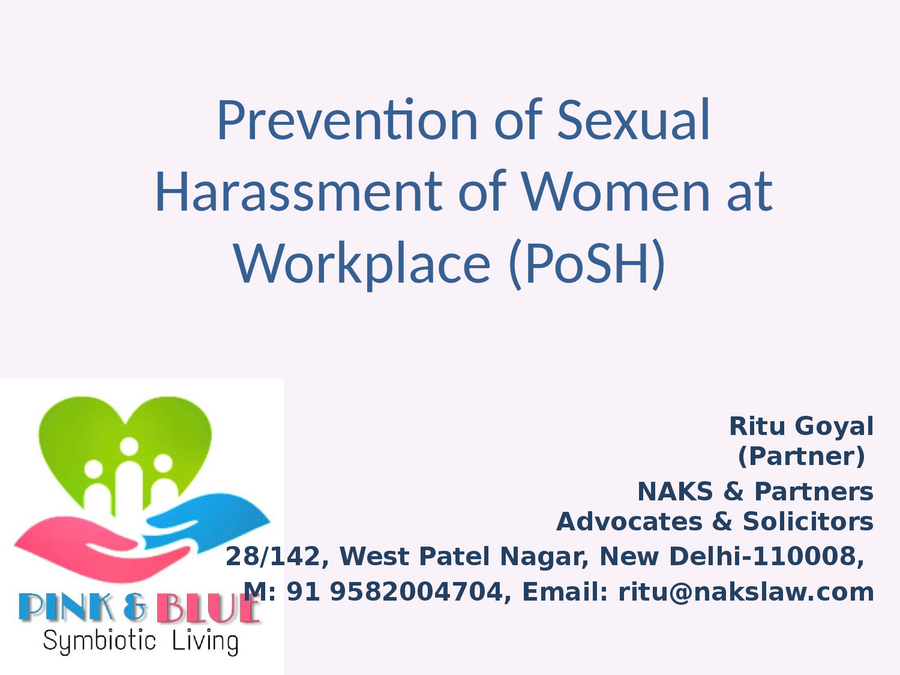 Prevention of Sexual
Harassment of Women at
Workplace (PoSH)
Ritu Goyal
(Partner)
NAKS & Partners
Advocates & Solicitors
28/142, West Patel Nagar, New Delhi-110008,
M: 91 9582004704, Email: ritu@nakslaw.com
PINK & BLUE
Symbiotic Living